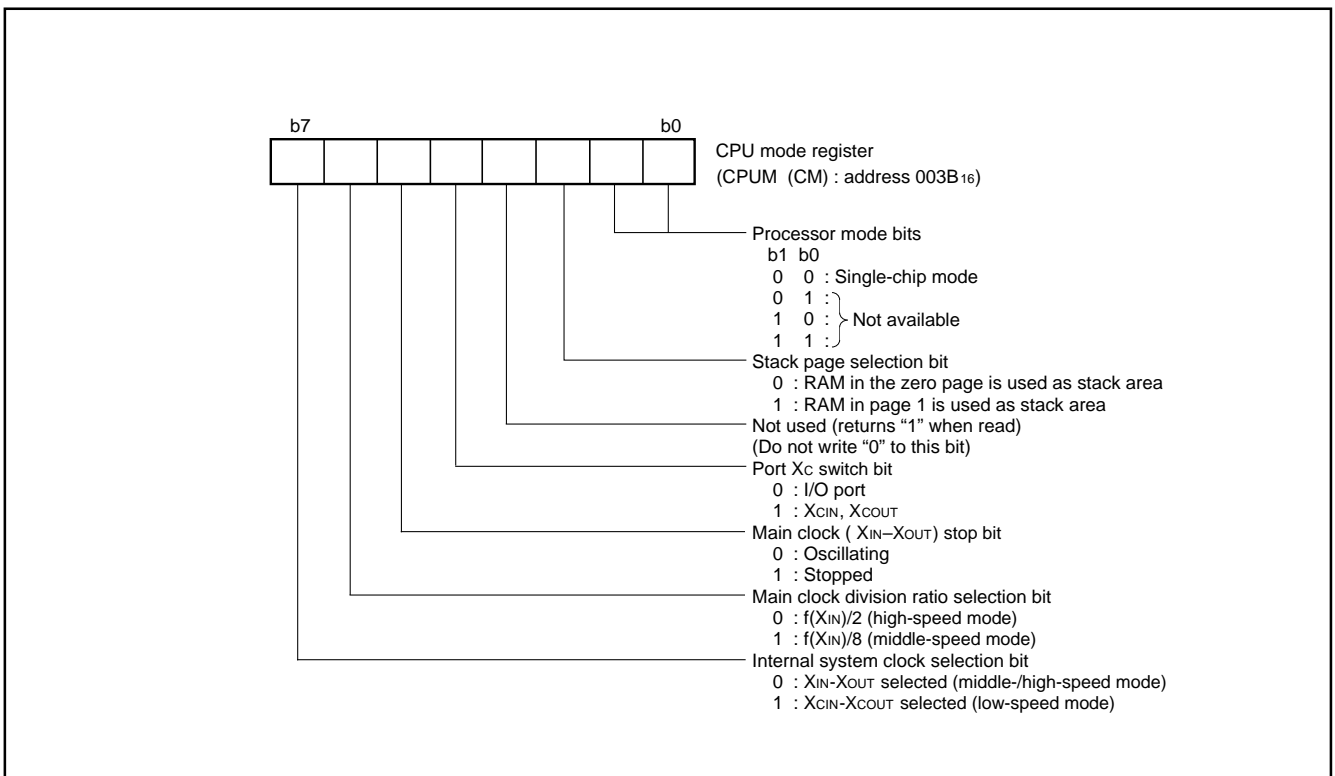 b7 b0
CPU mode register
(CPUM (CM) : address 003B16)
Processor mode bits
b1 b0
0 0 : Single-chip mode
0 1 :
1 0 : Not available
1 1 :
Stack page selection bit
0 : RAM in the zero page is used as stack area
1 : RAM in page 1 is used as stack area
Not used (returns “1” when read)
(Do not write “0” to this bit)
Port XC switch bit
0 : I/O port
1 : XCIN, XCOUT
Main clock ( XIN–XOUT) stop bit
0 : Oscillating
1 : Stopped
Main clock division ratio selection bit
0 : f(XIN)/2 (high-speed mode)
1 : f(XIN)/8 (middle-speed mode)
Internal system clock selection bit
0 : XIN-XOUT selected (middle-/high-speed mode)
1 : XCIN-XCOUT selected (low-speed mode)